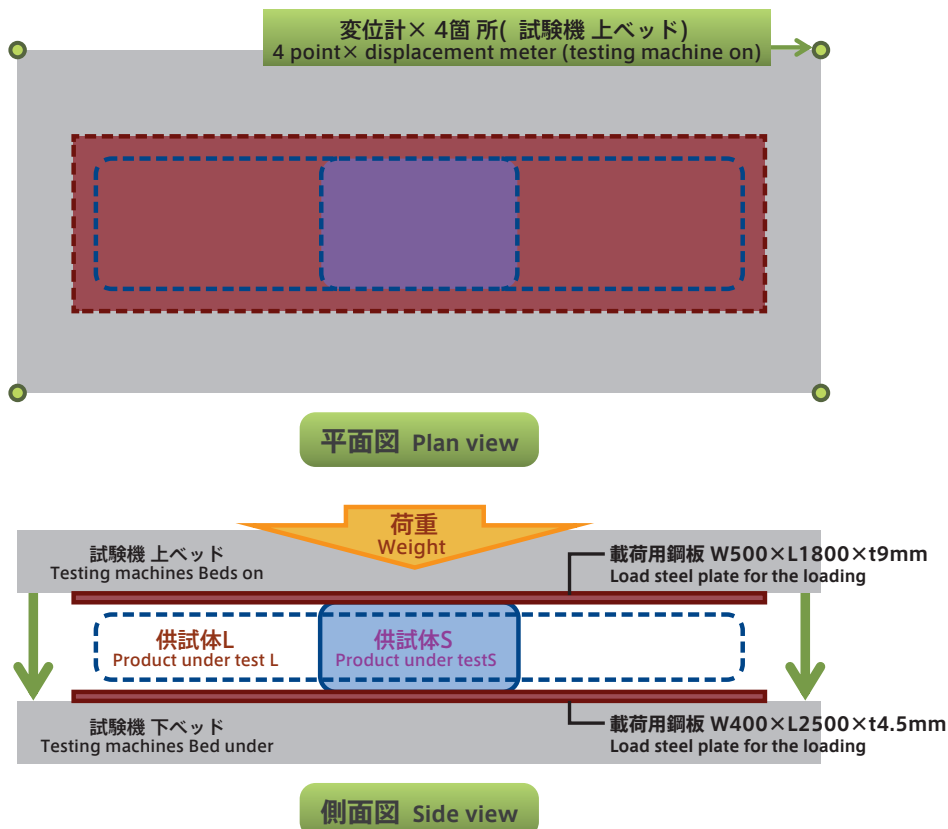 変位計× 4箇 所( 試験機 上ベッド)
4 point× displacement meter (testing machine on)
平面図 Plan view
荷重
Weight
試験機 上ベッド
Testing machines Beds on
載荷用鋼板 W500×L1800×t9mm
Load steel plate for the loading
供試体L
Product under test L
供試体S
Product under testS
試験機 下ベッド
Testing machines Bed under
載荷用鋼板 W400×L2500×t4.5mm
Load steel plate for the loading
側面図 Side view